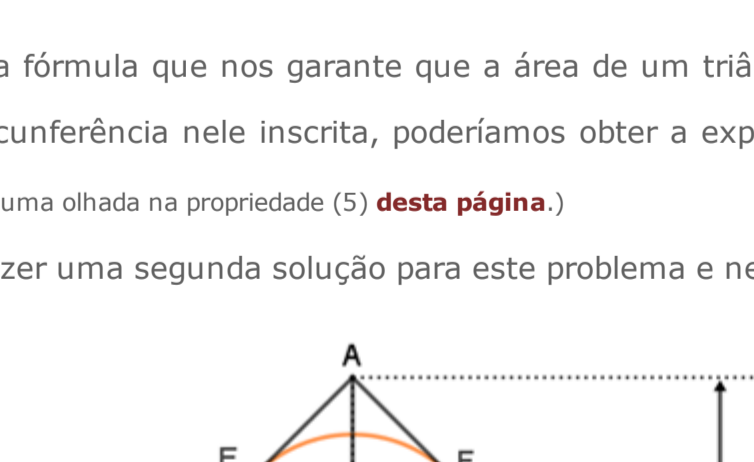 a fórmula que nos garante que a área de um triâ
cunferência nele inscrita, poderíamos obter a exp
uma olhada na propriedade (5) desta página.)
zer uma segunda solução para este problema e ne
A